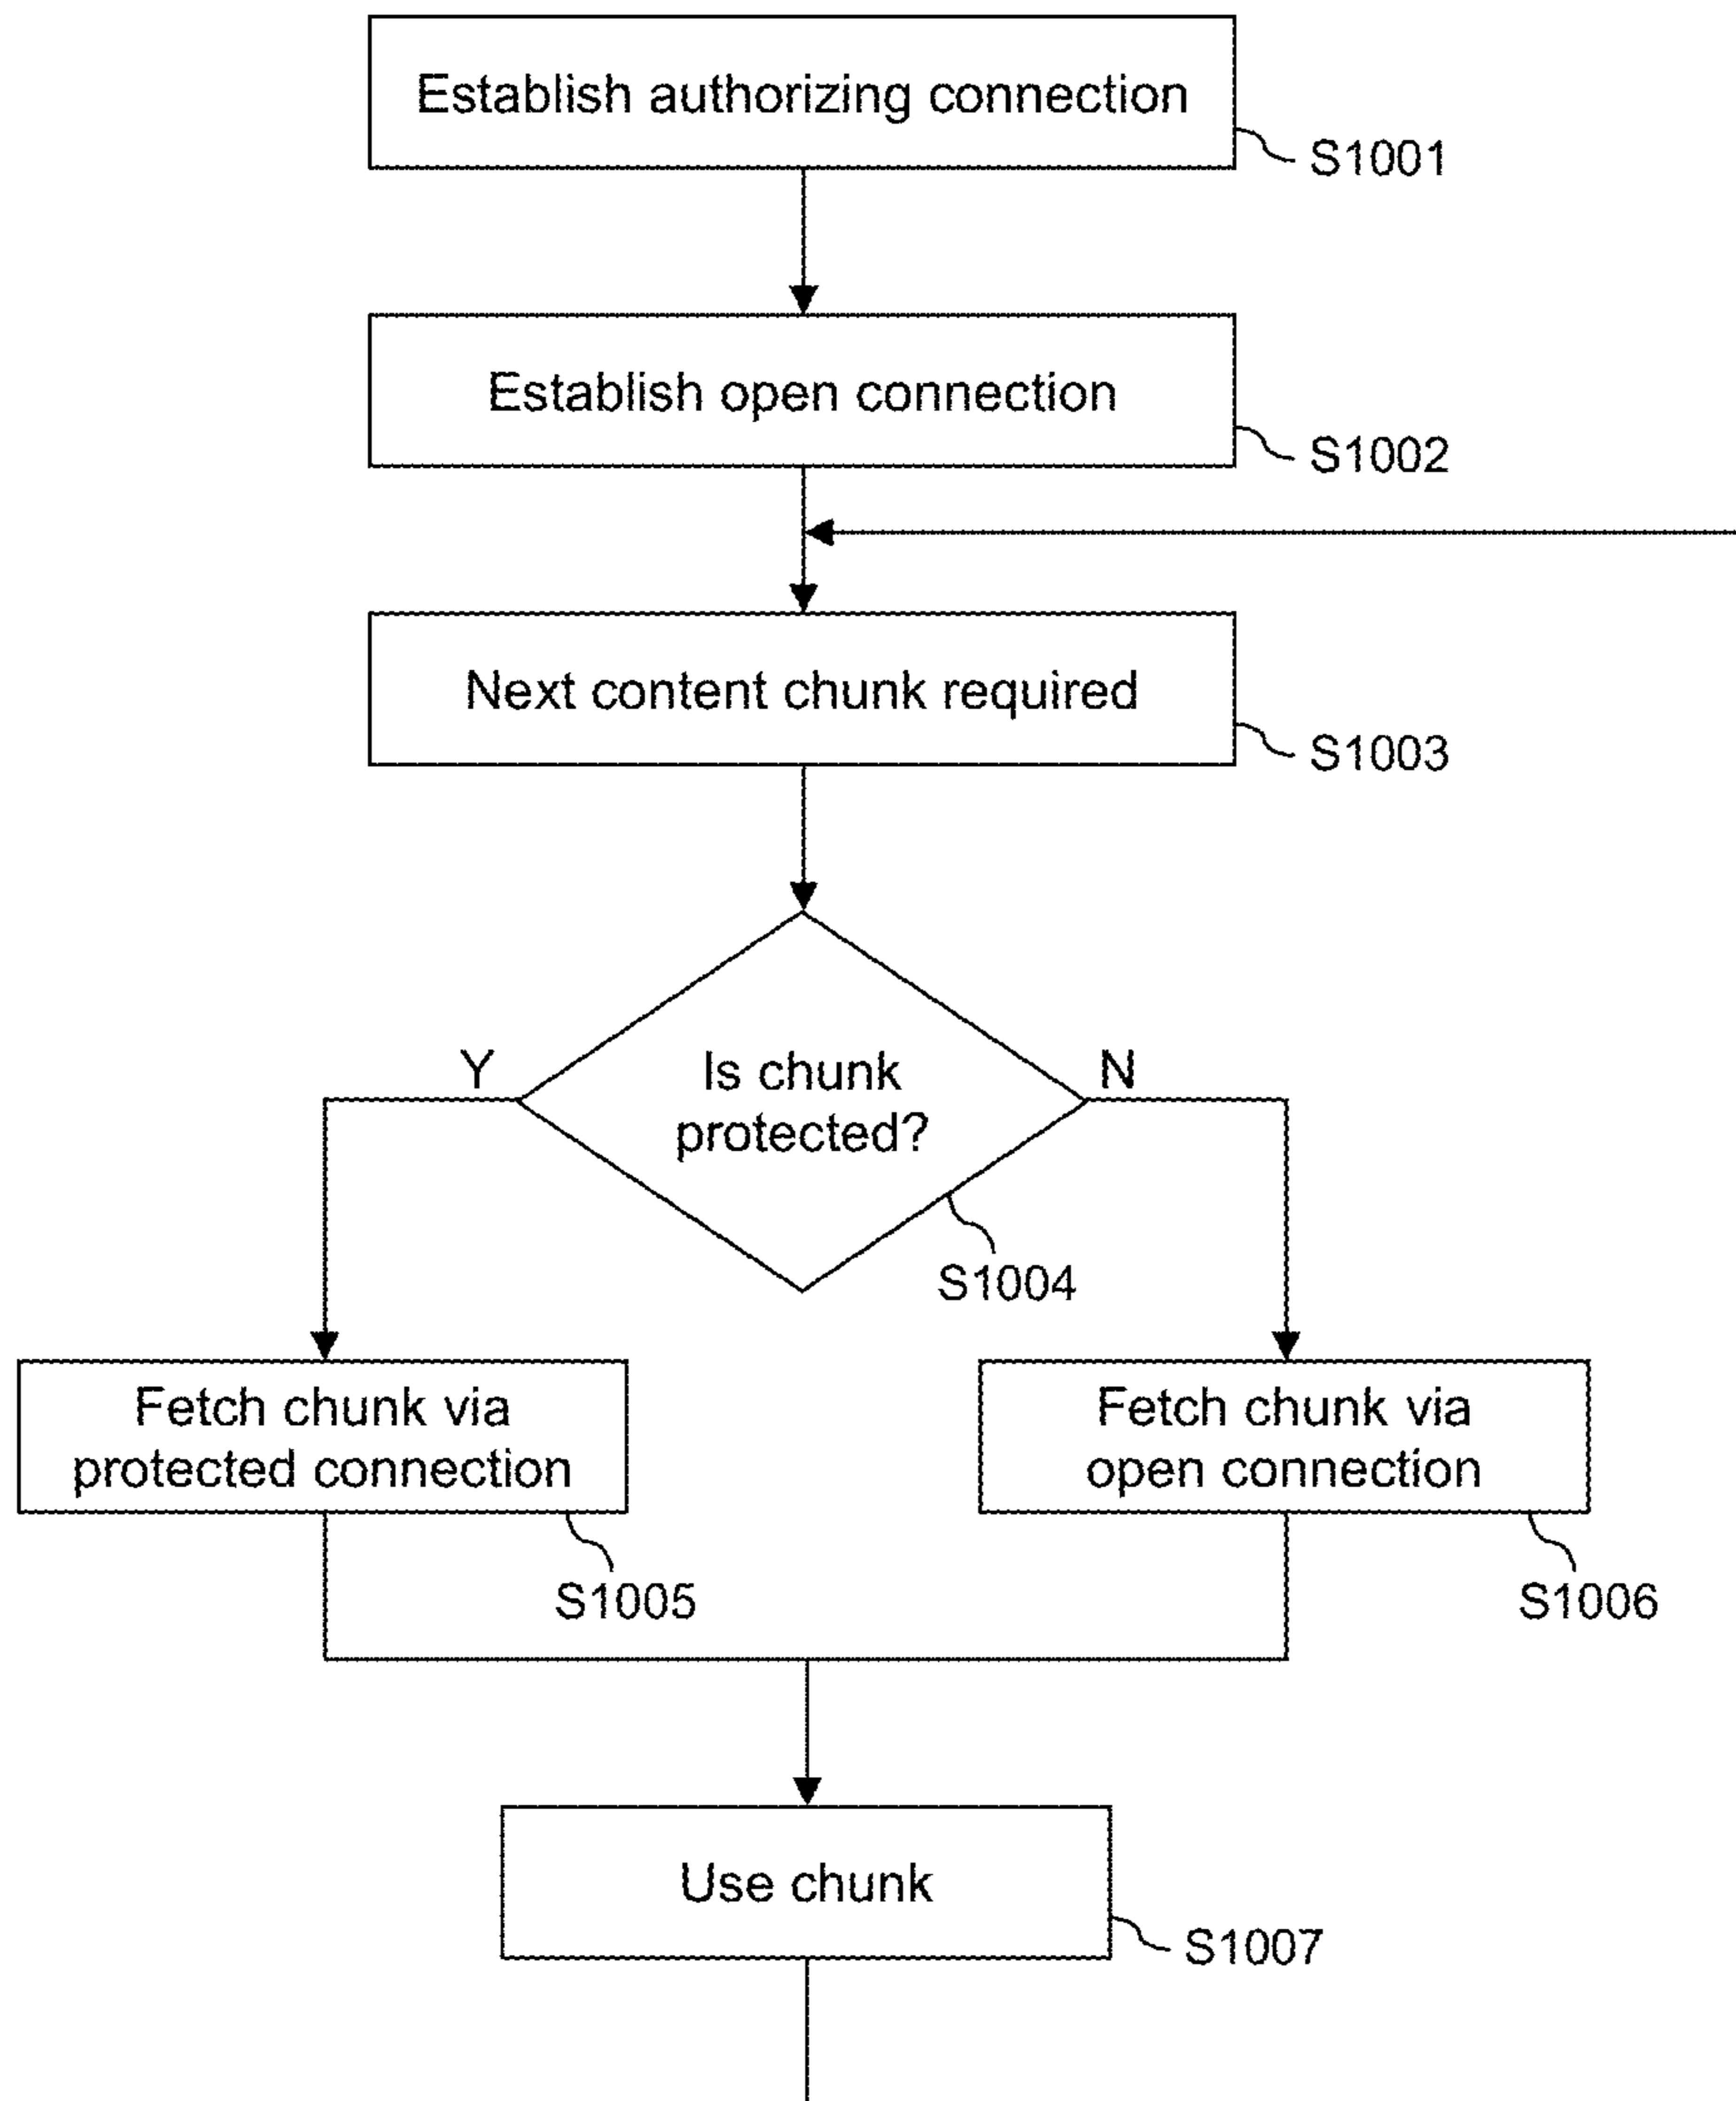 Establish authorizing connection
S1001
Establish open connection
S1002
Next content chunk required
S1003
Is chunk
protected?
Y
N
S1004
Fetch chunk via
protected connection
S1005
Fetch chunk via
open connection
S1006
Use chunk
S1007